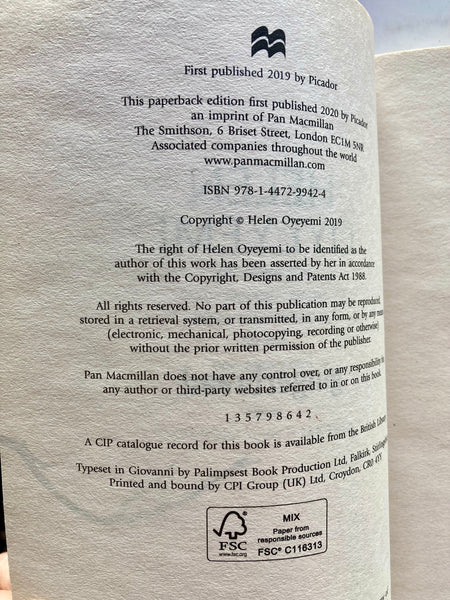 First published 2019 by Picador
This paperback edition first published 2020 by Picador
an imprint of Pan Macmillan
The Smithson, 6 Briset Street, London EC1M 5NR
Associated companies throughout the world
www.panmacmillan.com
ISBN 978-1-4472-9942-4
Copyright © Helen Oyeyemi 2019
The right of Helen Oyeyemi to be identified as the
author of this work has been asserted by her in accordance
with the Copyright, Designs and Patents Act 1988.
All rights reserved. No part of this publication may be reproduced,
stored in a retrieval system, or transmitted, in any form, or by any
(electronic, mechanical, photocopying, recording or otherwise)
without the prior written permission of the publisher.
Pan Macmillan does not have any control over, or any responsibility
any author or third-party websites referred to in or on this book.
1 3 5 7 9 8 6 4 2
A CIP catalogue record for this book is available from the British
Typeset in Giovanni by Palimpsest Book Production Ltd, Falkirk,
Printed and bound by CPI Group (UK) Ltd, Croydon, CR0 4YY
MIX
Paper from
responsible sources
FSC® C116313
FSC
www.fsc.org